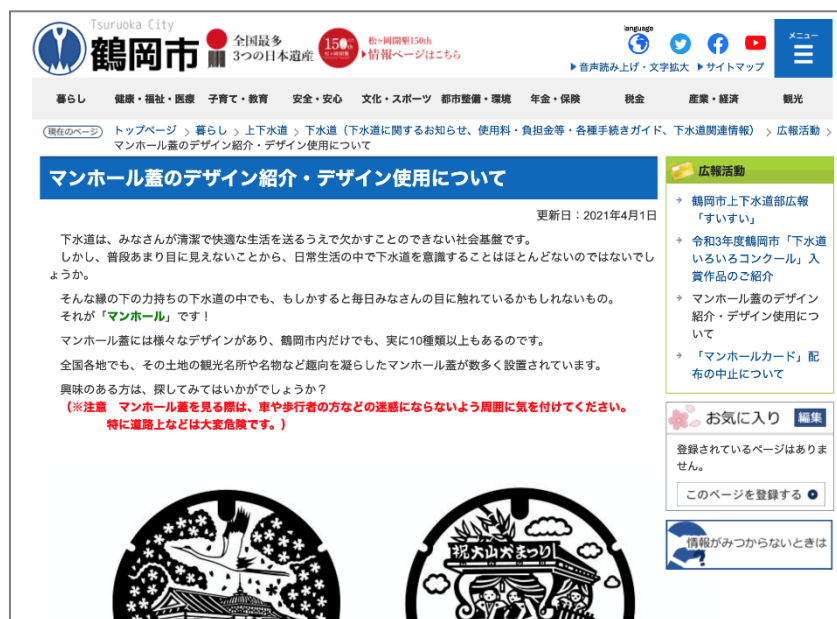 Tsuruoka City
鶴岡市
全国最多
3つの日本遺産
150th
松ヶ岡開墾150th
情報ページはこちら
language
音声読み上げ・文字拡大 サイトマップ
メニュー
暮らし 健康・福祉・医療 子育て・教育 安全・安心 文化・スポーツ 都市整備・環境 年金・保険 税金 産業・経済 観光
現在のページ トップページ > 暮らし > 上下水道 > 下水道(下水道に関するお知らせ、使用料・負担金等・各種手続きガイド、下水道関連情報) > 広報活動 >
マンホール蓋のデザイン紹介・デザイン使用について
マンホール蓋のデザイン紹介・デザイン使用について
更新日:2021年4月1日
下水道は、みなさんが清潔で快適な生活を送るうえで欠かすことのできない社会基盤です。
しかし、普段あまり目に見えないことから、日常生活の中で下水道を意識することはほとんどないのではないでし
ょうか。
そんな縁の下の力持ちの下水道の中でも、もしかすると毎日みなさんの目に触れているかもしれないもの。
それが「マンホール」です!
マンホール蓋には様々なデザインがあり、鶴岡市内だけでも、実に10種類以上もあるのです。
全国各地でも、その土地の観光名所や名物など趣向を凝らしたマンホール蓋が数多く設置されています。
興味のある方は、探してみてはいかがでしょうか?
(※注意 マンホール蓋を見る際は、車や歩行者の方などの迷惑にならないよう周囲に気を付けてください。
特に道路上などは大変危険です。)
祝大山犬まつり
広報活動
鶴岡市上下水道部広報
「すいすい」
令和3年度鶴岡市「下水道
いろいろコンクール」入
賞作品のご紹介
マンホール蓋のデザイン
紹介・デザイン使用につ
いて
「マンホールカード」配
布の中止について
お気に入り 編集
登録されているページはありま
せん。
このページを登録する
情報がみつからないときは